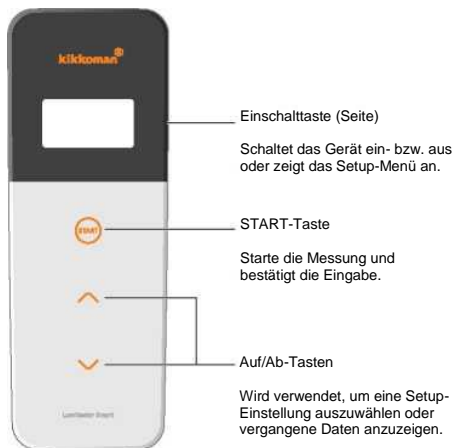 kikkoman®
Einschalttaste (Seite)
Schaltet das Gerät ein- bzw. aus
oder zeigt das Setup-Menü an.
START
START-Taste
Starte die Messung und
bestätigt die Eingabe.
Auf/Ab-Tasten
Wird verwendet, um eine Setup-
Einstellung auszuwählen oder
vergangene Daten anzuzeigen.
Lumitester Smart